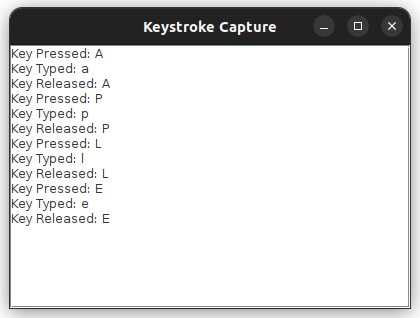 Keystroke Capture
Key Pressed: A
Key Typed: a
Key Released: A
Key Pressed: P
Key Typed: p
Key Released: P
Key Pressed: L
Key Typed: l
Key Released: L
Key Pressed: E
Key Typed: e
Key Released: E